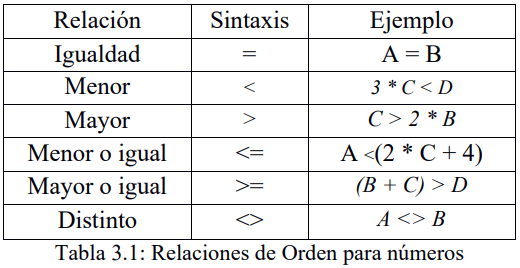 Relación Sintaxis Ejemplo
Igualdad = A = B
Menor < 3 * C < D
Mayor > C > 2 * B
Menor o igual <= A <(2 * C + 4)
Mayor o igual >= (B + C) > D
Distinto <> A <> B
Tabla 3.1: Relaciones de Orden para números